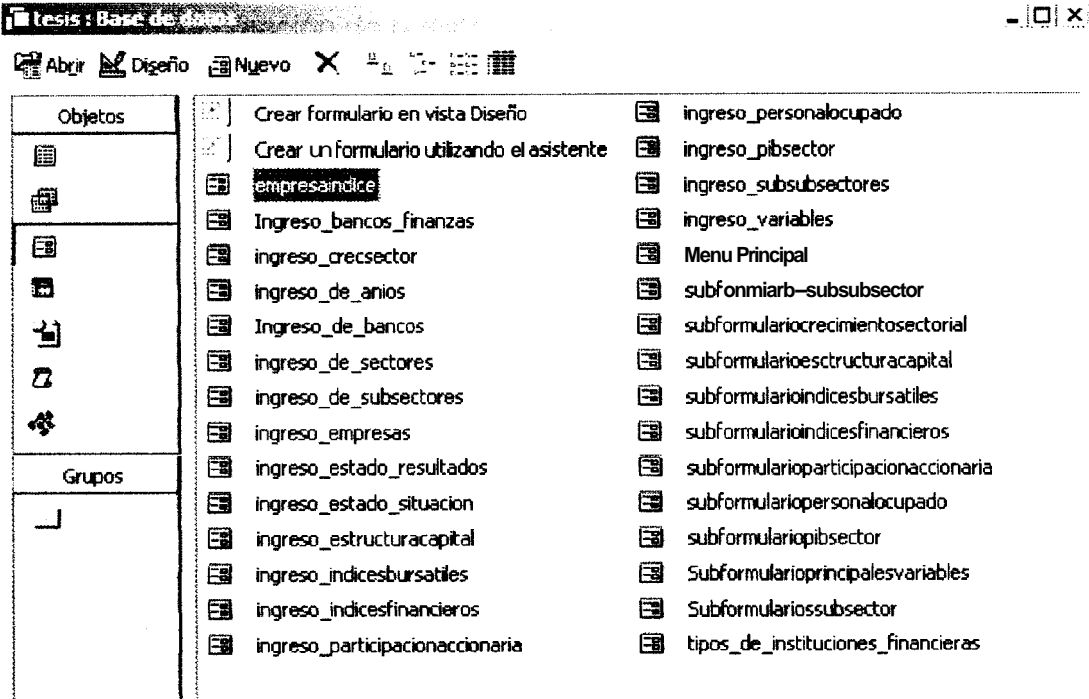 tesis : Base de datos
Abrir Diseño Nuevo
Objetos
Grupos
Crear formulario en vista Diseño
Crear un formulario utilizando el asistente
empresaindice
Ingreso_bancos_finanzas
ingreso_crecsector
ingreso_de_anios
Ingreso_de_bancos
ingreso_de_sectores
ingreso_de_subsectores
ingreso_empresas
ingreso_estado_resultados
ingreso_estado_situacion
ingreso_estructuracapital
ingreso_indicesbursatiles
ingreso_indicesfinancieros
ingreso_participacionaccionaria
ingreso_personalocupado
ingreso_pibsector
ingreso_subsubsectores
ingreso_variables
Menu Principal
subfonmiarb--subsubsector
subformulariocrecimientosectorial
subformularioesctructuracapital
subformularioindicesbursatiles
subformularioindicesfinancieros
subformularioparticipacionaccionaria
subformulariopersonalocupado
subformulariopibsector
Subformularioprincipalesvariables
Subformulariossubsector
tipos_de_instituciones_financieras